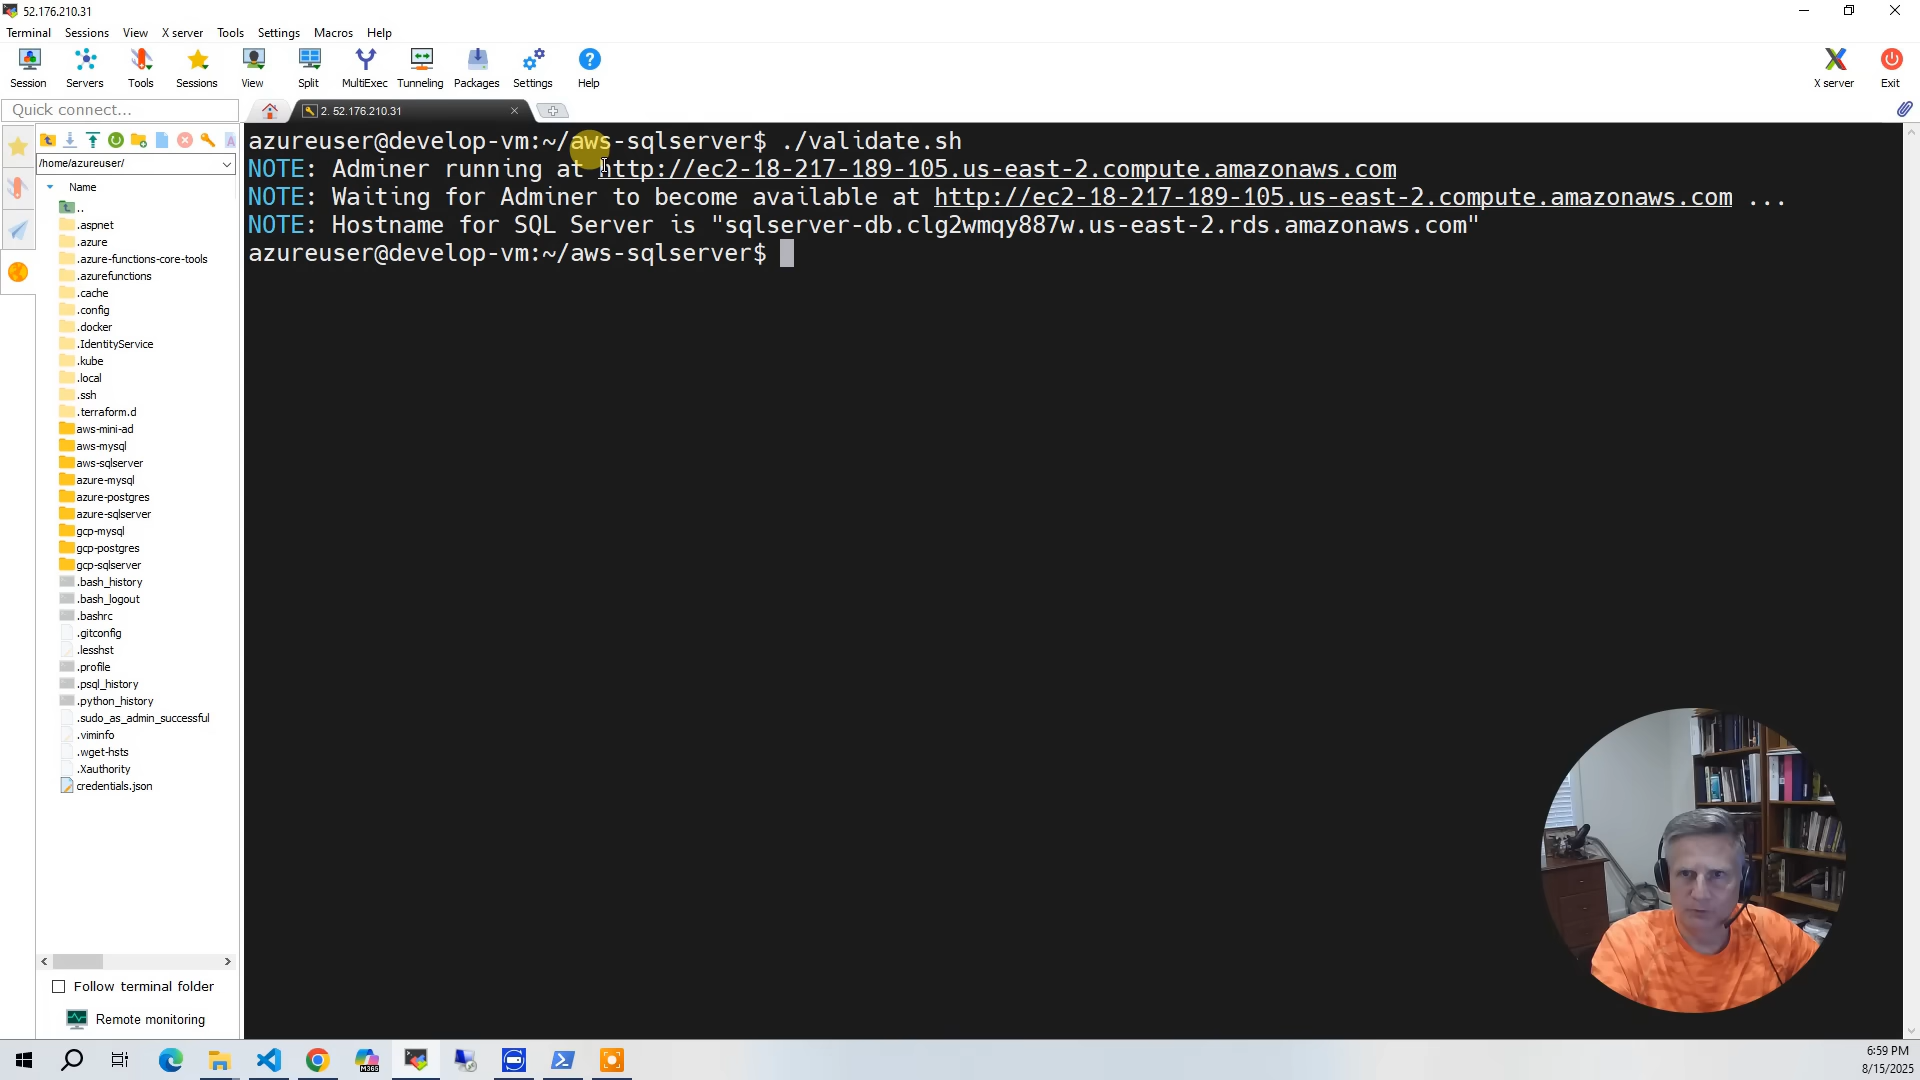 52.176.210.31
Terminal Sessions View X server Tools Settings Macros Help
Session Servers Tools Sessions View Split MultiExec Tunneling Packages Settings Help X server Exit
Quick connect...
2. 52.176.210.31
/home/azureuser/
Name
..
.aspnet
.azure
.azure-functions-core-tools
.azurefunctions
.cache
.config
.docker
.IdentityService
.kube
.local
.ssh
.terraform.d
aws-mini-ad
aws-mysql
aws-sqlserver
azure-mysql
azure-postgres
azure-sqlserver
gcp-mysql
gcp-postgres
gcp-sqlserver
.bash_history
.bash_logout
.bashrc
.gitconfig
.lesshst
.profile
.psql_history
.python_history
.sudo_as_admin_successful
.viminfo
.wget-hsts
.Xauthority
credentials.json
Follow terminal folder
Remote monitoring
azureuser@develop-vm:~/aws-sqlserver$ ./validate.sh
NOTE: Adminer running at http://ec2-18-217-189-105.us-east-2.compute.amazonaws.com
NOTE: Waiting for Adminer to become available at http://ec2-18-217-189-105.us-east-2.compute.amazonaws.com ...
NOTE: Hostname for SQL Server is "sqlserver-db.clg2wmqy887w.us-east-2.rds.amazonaws.com"
azureuser@develop-vm:~/aws-sqlserver$
M365
6:59 PM
8/15/2025